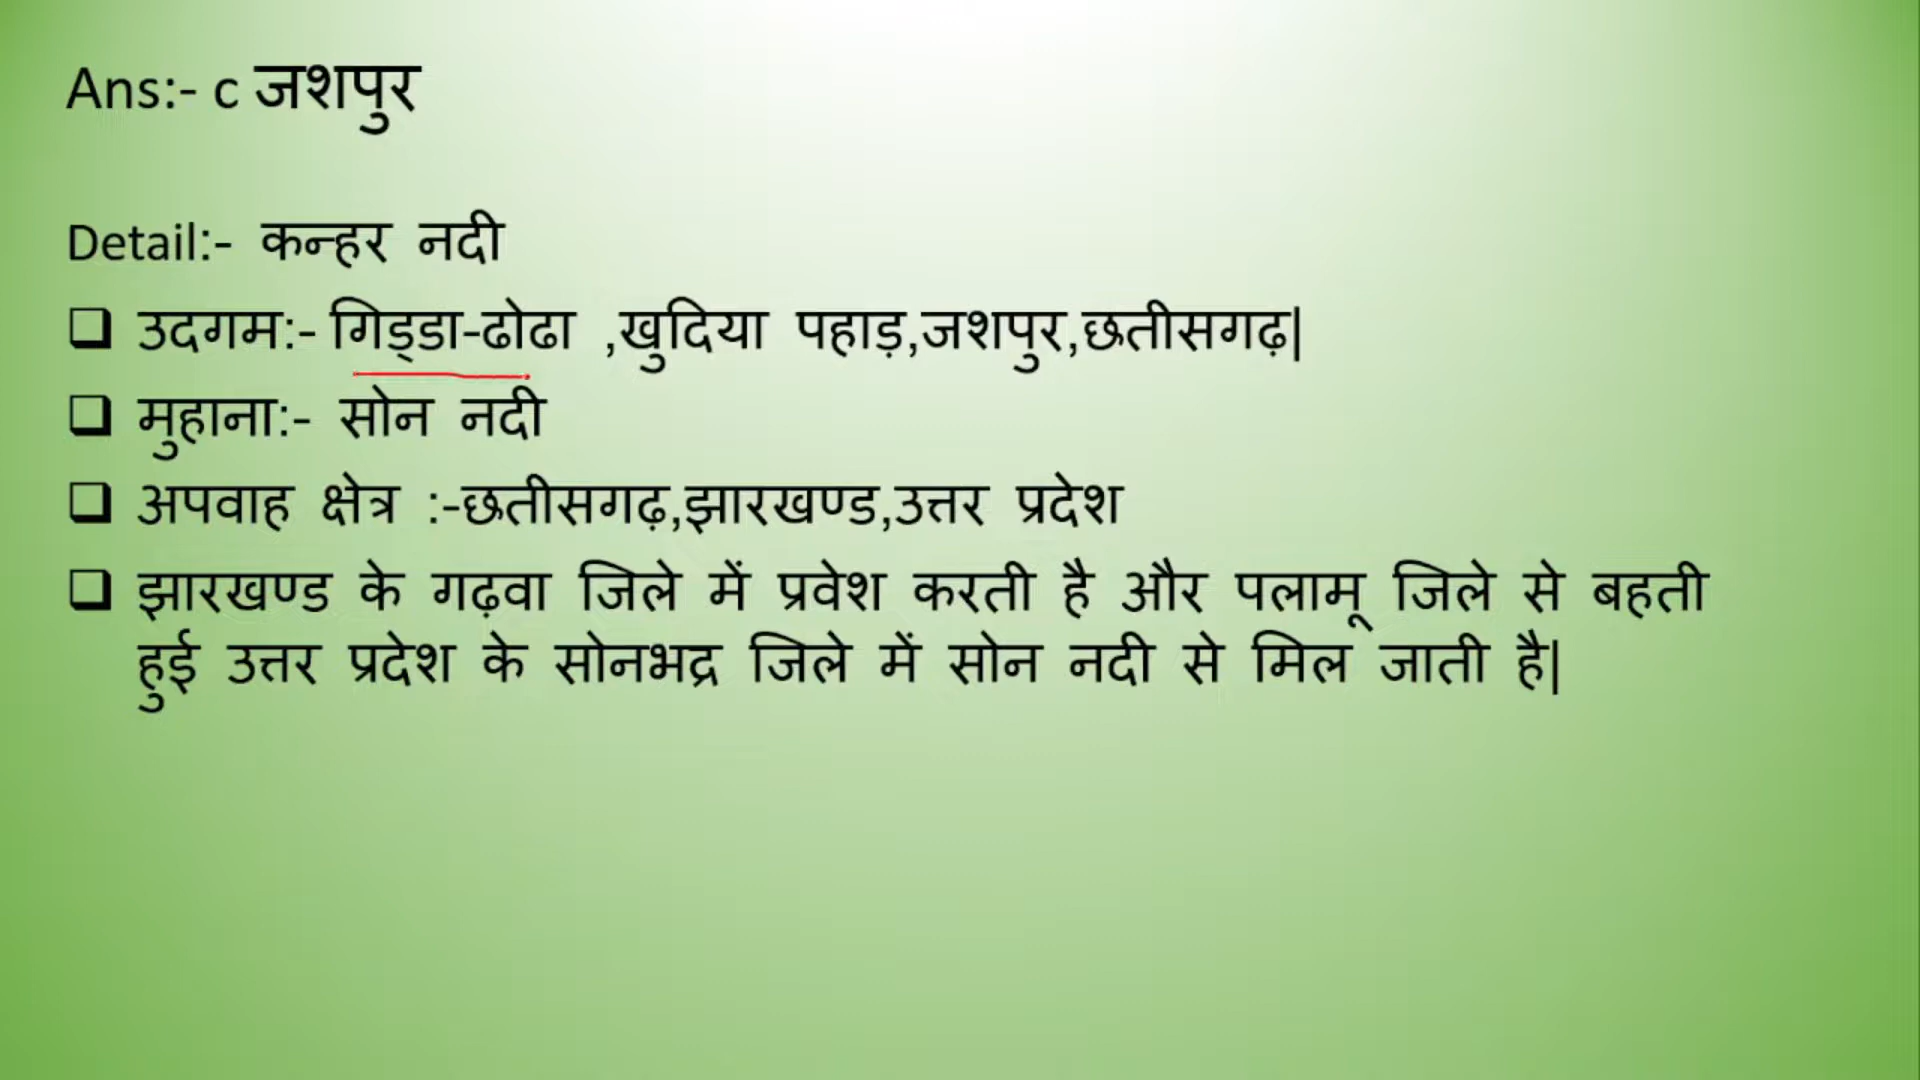 Ans:- c जशपुर
Detail:- कन्हर नदी
❑ उदगम:- गिड्डा-ढोढा ,खुदिया पहाड़,जशपुर,छतीसगढ़|
❑ मुहाना:- सोन नदी
❑ अपवाह क्षेत्र :-छतीसगढ़,झारखण्ड,उत्तर प्रदेश
❑ झारखण्ड के गढ़वा जिले में प्रवेश करती है और पलामू जिले से बहती
हुई उत्तर प्रदेश के सोनभद्र जिले में सोन नदी से मिल जाती है|